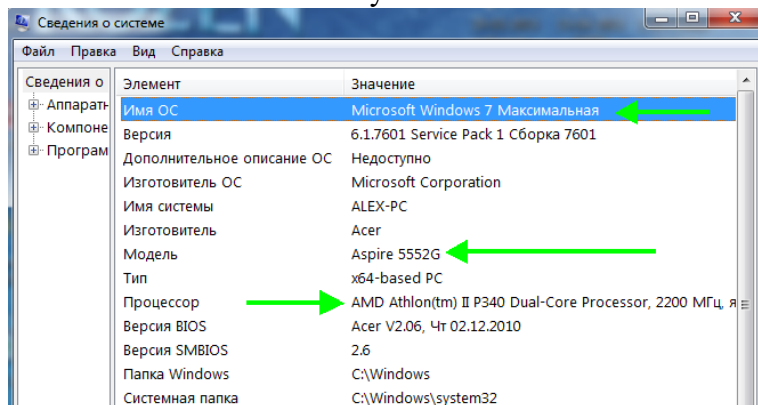 Сведения о системе
Файл Правка Вид Справка
Сведения о
Аппаратн
Компоне
Програм
Элемент Значение
Имя ОС Microsoft Windows 7 Максимальная
Версия 6.1.7601 Service Pack 1 Сборка 7601
Дополнительное описание ОС Недоступно
Изготовитель ОС Microsoft Corporation
Имя системы ALEX-PC
Изготовитель Acer
Модель Aspire 5552G
Тип x64-based PC
Процессор AMD Athlon(tm) II P340 Dual-Core Processor, 2200 МГц, я
Версия BIOS Acer V2.06, Чт 02.12.2010
Версия SMBIOS 2.6
Папка Windows C:\Windows
Системная папка C:\Windows\system32